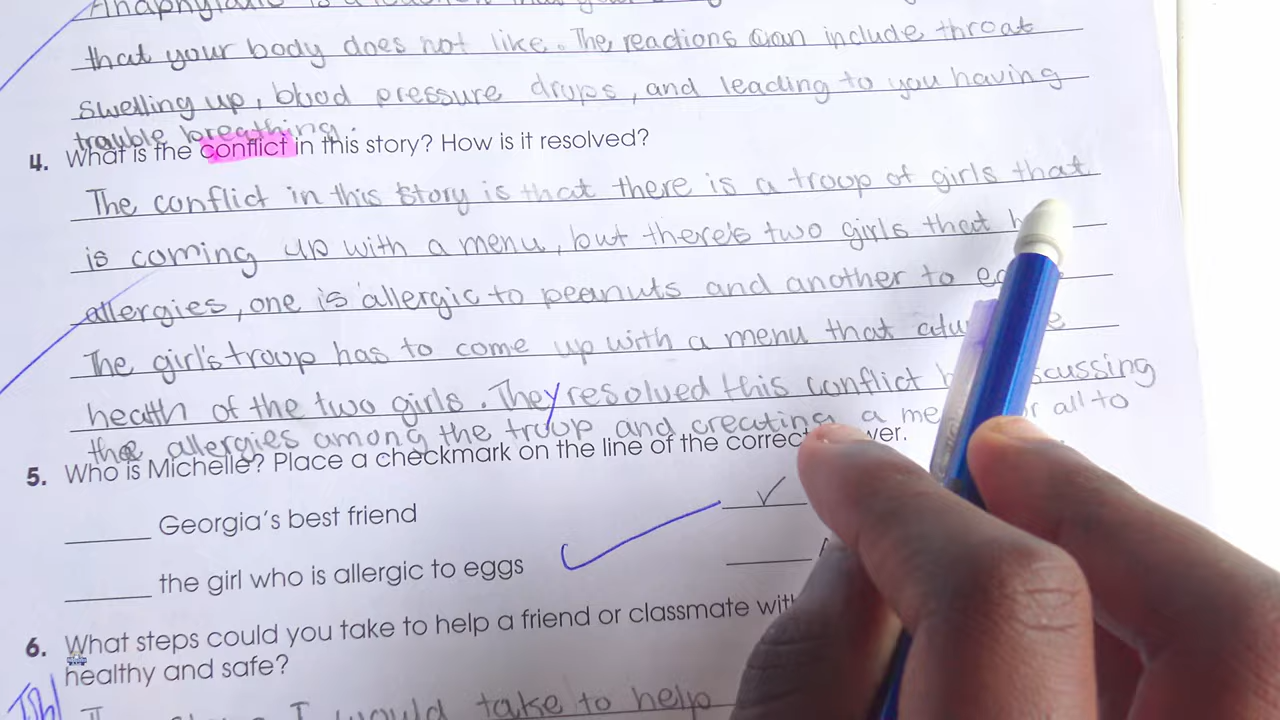 Anaphylaxis is a reaction that your
that your body does not like. The reactions can include throat
swelling up, blood pressure drops, and leading to you having
trouble breathing.
4. What is the conflict in this story? How is it resolved?
The conflict in this story is that there is a troop of girls that
is coming up with a menu, but there's two girls that
allergies, one is allergic to peanuts and another to
The girl's troop has to come up with a menu that
health of the two girls. They resolved this conflict
the allergies among the troop and creating a all to
5. Who is Michelle? Place a checkmark on the line of the correct
Georgia's best friend
the girl who is allergic to eggs
6. What steps could you take to help a friend or classmate
healthy and safe?
I would take to help